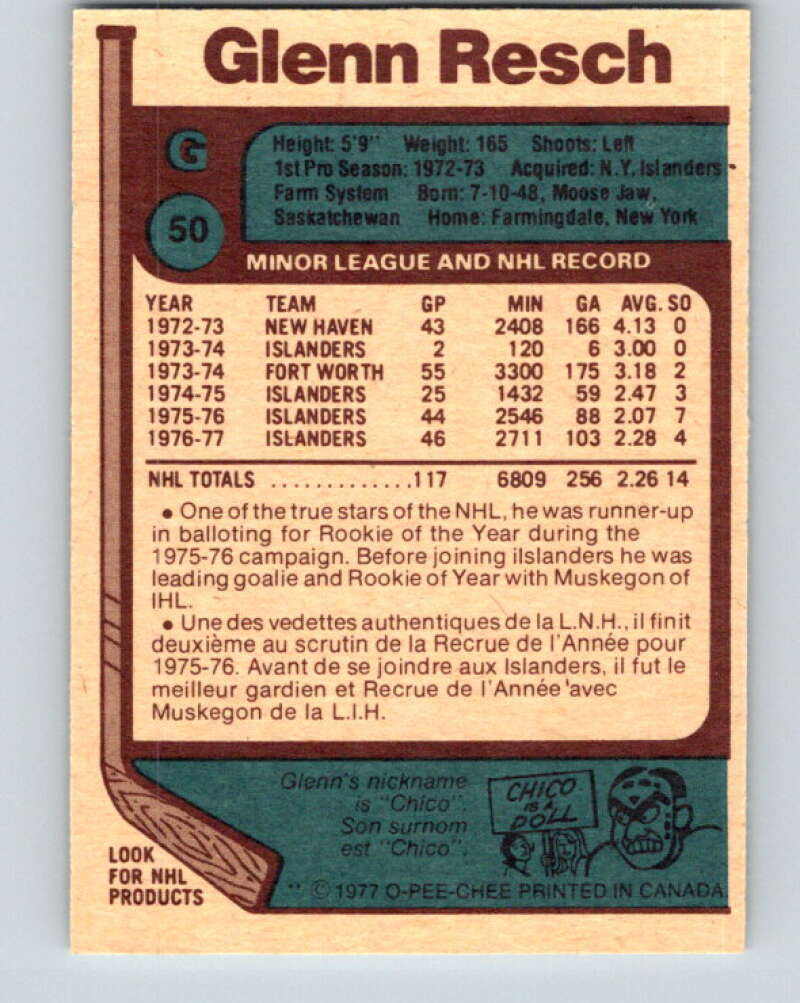 Glenn Resch
G
50
Height: 5'9" Weight: 165 Shoots: Left
1st Pro Season: 1972-73 Acquired: N.Y. Islanders
Farm System Born: 7-10-48, Moose Jaw,
Saskatchewan Home: Farmingdale, New York
MINOR LEAGUE AND NHL RECORD
YEAR TEAM GP MIN GA AVG. SO
1972-73 NEW HAVEN 43 2408 166 4.13 0
1973-74 ISLANDERS 2 120 6 3.00 0
1973-74 FORT WORTH 55 3300 175 3.18 2
1974-75 ISLANDERS 25 1432 59 2.47 3
1975-76 ISLANDERS 44 2546 88 2.07 7
1976-77 ISLANDERS 46 2711 103 2.28 4
NHL TOTALS .............117 6809 256 2.26 14
• One of the true stars of the NHL, he was runner-up
in balloting for Rookie of the Year during the
1975-76 campaign. Before joining iIslanders he was
leading goalie and Rookie of Year with Muskegon of
IHL.
• Une des vedettes authentiques de la L.N.H., il finit
deuxième au scrutin de la Recrue de l'Année pour
1975-76. Avant de se joindre aux Islanders, il fut le
meilleur gardien et Recrue de l'Année 'avec
Muskegon de la L.I.H.
Glenn's nickname
is "Chico".
Son surnom
est "Chico".
CHICO
IS A
DOLL
LOOK
FOR NHL
PRODUCTS
© 1977 O-PEE-CHEE PRINTED IN CANADA